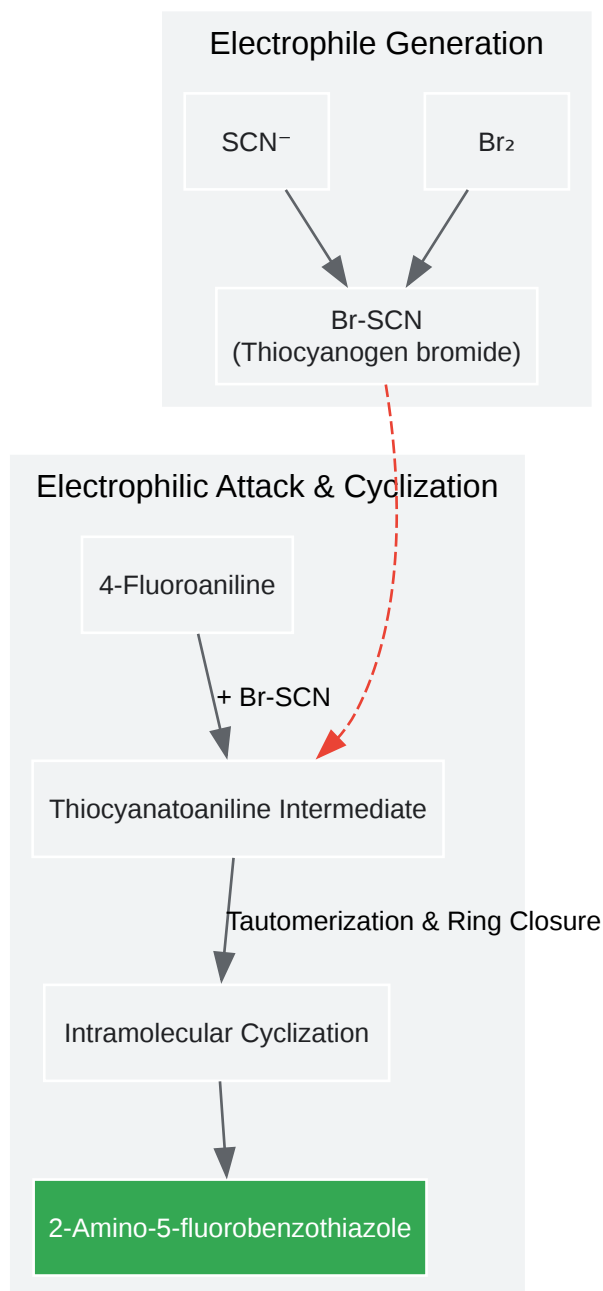 Electrophile Generation
SCN⁻
Br₂
Br-SCN
(Thiocyanogen bromide)
Electrophilic Attack & Cyclization
4-Fluoroaniline
+ Br-SCN
Thiocyanatoaniline Intermediate
Tautomerization & Ring Closure
Intramolecular Cyclization
2-Amino-5-fluorobenzothiazole